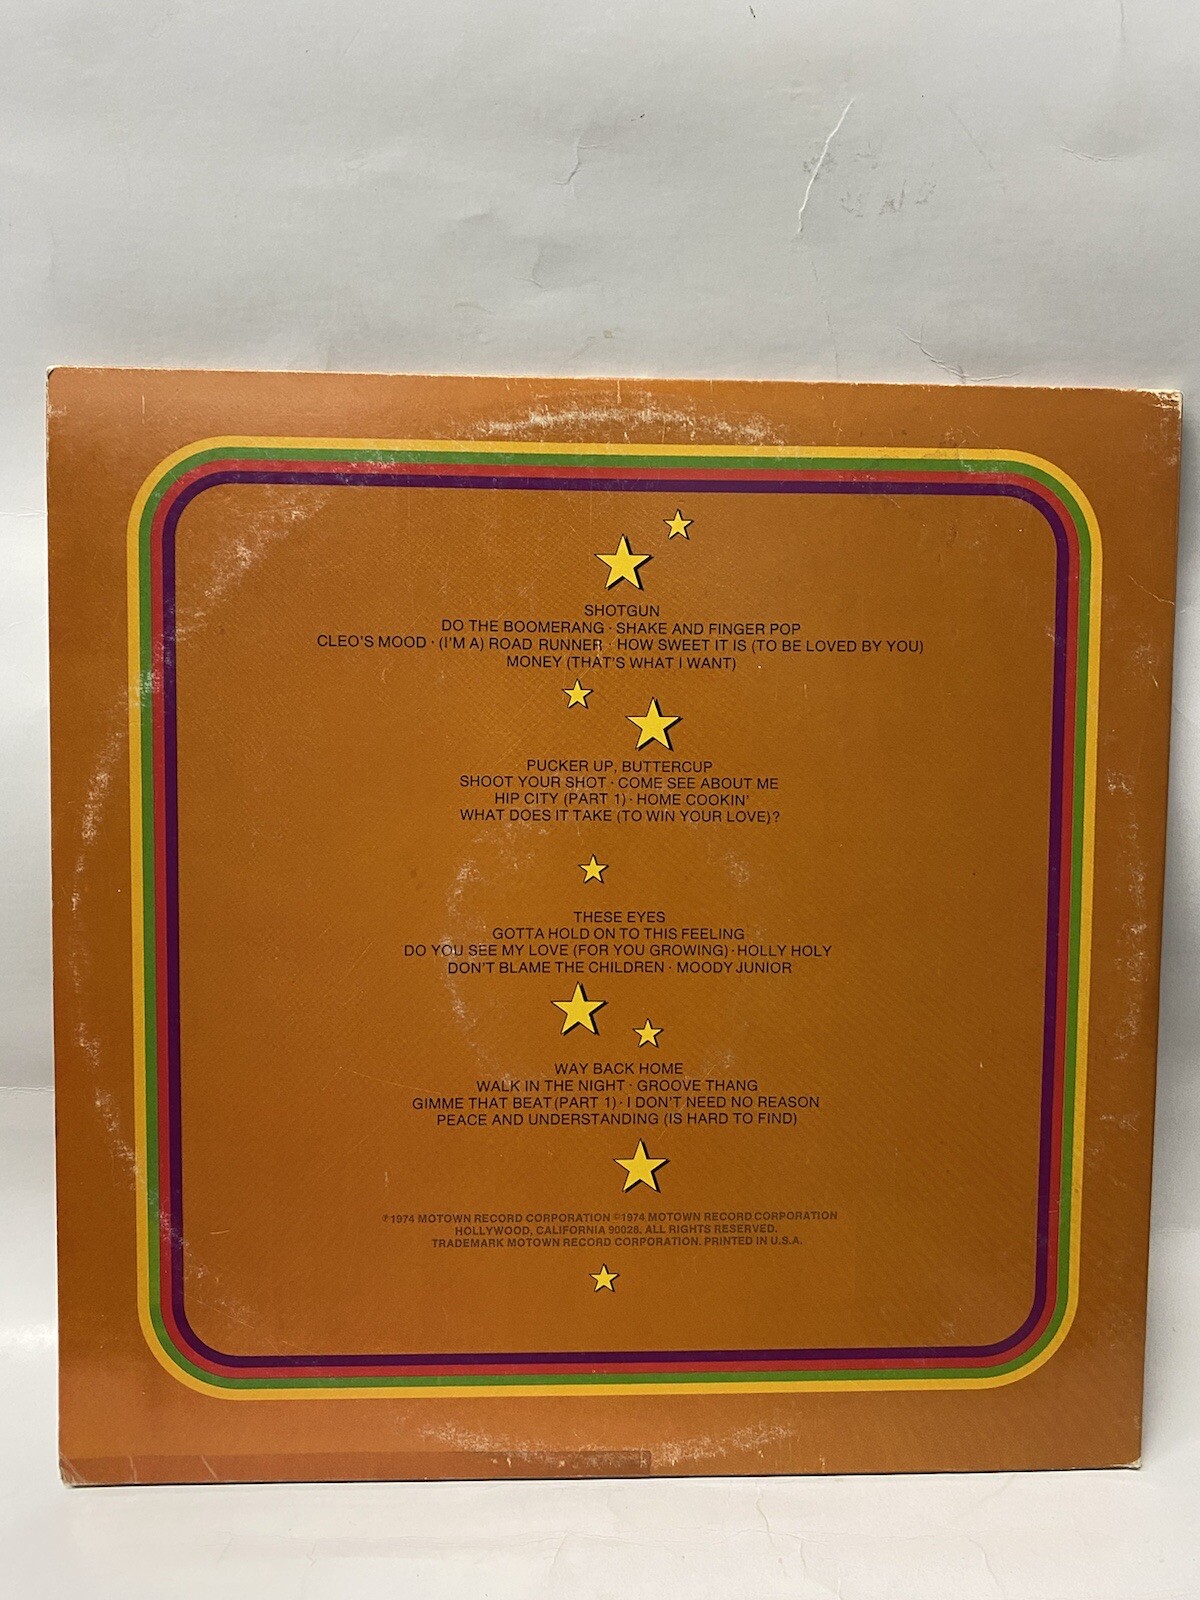 SHOTGUN
DO THE BOOMERANG · SHAKE AND FINGER POP
CLEO'S MOOD · (I'M A) ROAD RUNNER · HOW SWEET IT IS (TO BE LOVED BY YOU)
MONEY (THAT'S WHAT I WANT)
PUCKER UP, BUTTERCUP
SHOOT YOUR SHOT · COME SEE ABOUT ME
HIP CITY (PART 1) · HOME COOKIN'
WHAT DOES IT TAKE (TO WIN YOUR LOVE)?
THESE EYES
GOTTA HOLD ON TO THIS FEELING
DO YOU SEE MY LOVE (FOR YOU GROWING) · HOLLY HOLY
DON'T BLAME THE CHILDREN · MOODY JUNIOR
WAY BACK HOME
WALK IN THE NIGHT · GROOVE THANG
GIMME THAT BEAT (PART 1) · I DON'T NEED NO REASON
PEACE AND UNDERSTANDING (IS HARD TO FIND)
℗1974 MOTOWN RECORD CORPORATION ©1974 MOTOWN RECORD CORPORATION
HOLLYWOOD, CALIFORNIA 90028. ALL RIGHTS RESERVED.
TRADEMARK MOTOWN RECORD CORPORATION. PRINTED IN U.S.A.